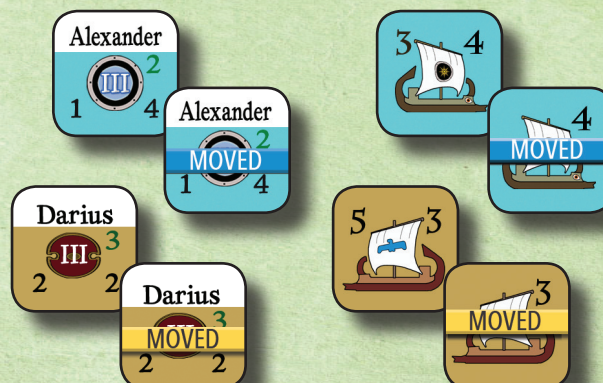 Alexander
III
2
1 4
Alexander
2
MOVED
1 4
3 4
4
MOVED
Darius
III
3
2 2
Darius
3
MOVED
2 2
5 3
3
MOVED